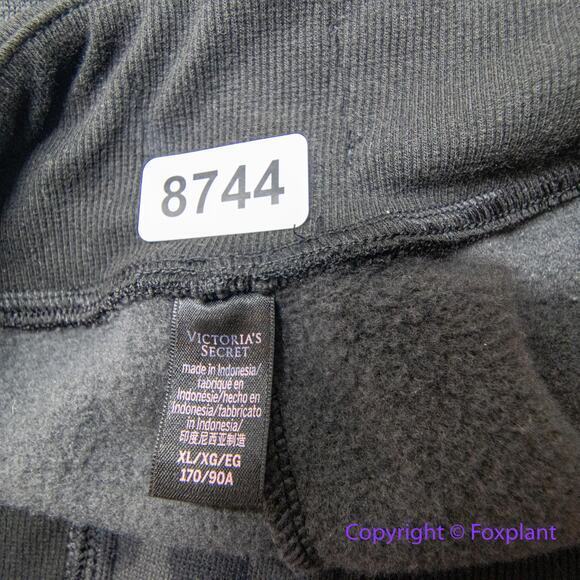 8744
VICTORIA'S
SECRET
made in Indonesia/
fabriqué en
Indonésie/hecho en
Indonesia/fabbricato
in Indonesia/
印度尼西亚制造
XL/XG/EG
170/90A
Copyright © Foxplant